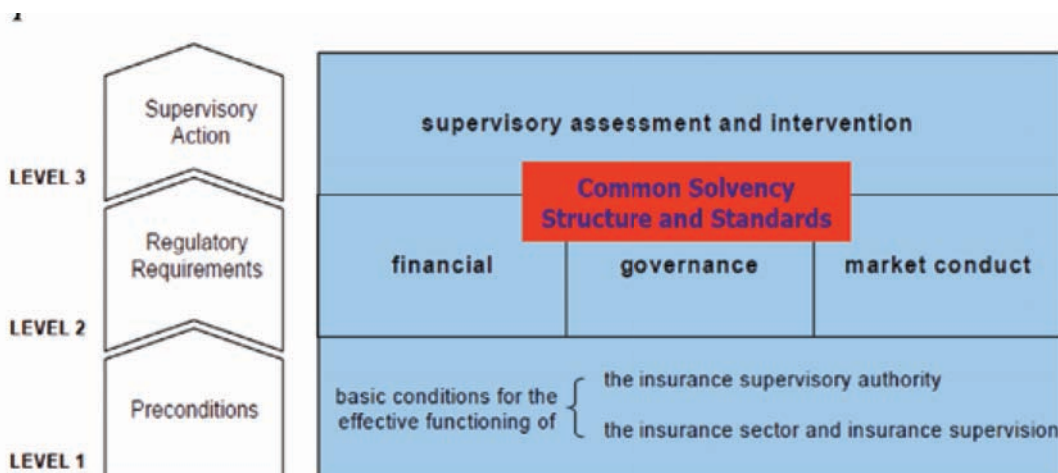 Supervisory
Action
supervisory assessment and intervention
LEVEL 3
Common Solvency
Structure and Standards
Regulatory
Requirements
financial
governance
market conduct
LEVEL 2
Preconditions
basic conditions for the
effective functioning of
the insurance supervisory authority
the insurance sector and insurance supervision
LEVEL 1